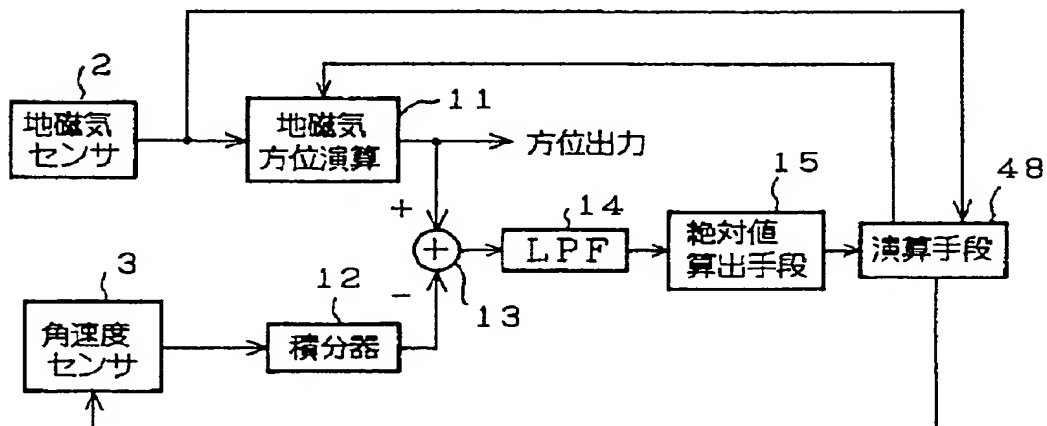 2
地磁気
センサ
11
地磁気
方位演算
方位出力
+
-
+
13
14
LPF
15
絶対値
算出手段
48
演算手段
3
角速度
センサ
12
積分器